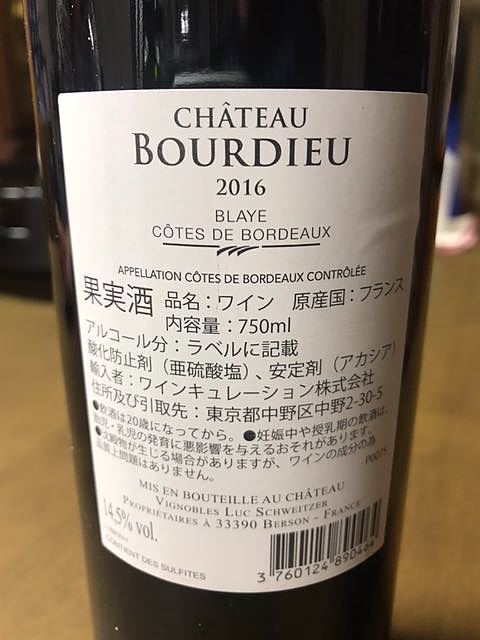 CHÂTEAU
BOURDIEU
2016
BLAYE
CÔTES DE BORDEAUX
APPELLATION CÔTES DE BORDEAUX CONTRÔLÉE
果実酒 品名：ワイン 原産国：フランス
内容量：750ml
アルコール分：ラベルに記載
酸化防止剤（亜硫酸塩）、安定剤（アカシア）
輸入者：ワインキュレーション株式会社
住所及び引取先：東京都中野区中野2-30-5
●飲酒は20歳になってから。●妊娠中や授乳期の飲酒は、
胎児・乳児の発育に悪影響を与えるおそれがあります。
●沈殿物が生じる場合がありますが、ワインの成分の為
品質上問題はありません。
P0075
MIS EN BOUTEILLE AU CHÂTEAU
VIGNOBLES LUC SCHWEITZER
PROPRIÉTAIRES À 33390 BERSON - FRANCE
14,5% vol.
CONTIENT DES SULFITES
3 760124 890464